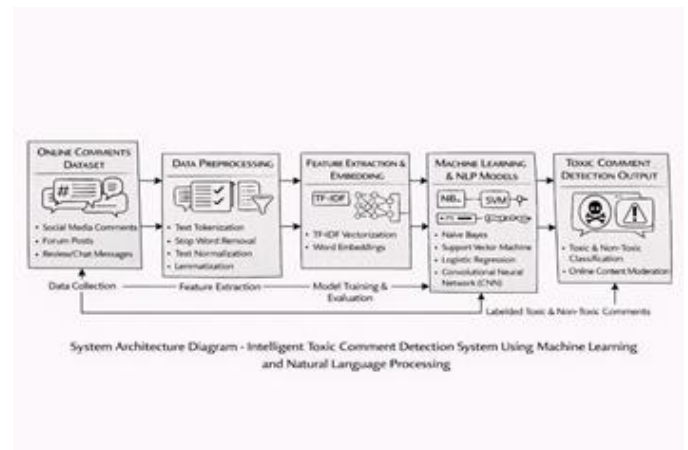 ONLINE COMMENTS
DATASET
#
• Social Media Comments
• Forum Posts
• Review/Chat Messages
DATA PREPROCESSING
• Text Tokenization
• Stop Word Removal
• Text Normalization
• Lemmatization
FEATURE EXTRACTION &
EMBEDDING
TF-IDF
• TF-IDF Vectorization
• Word Embeddings
MACHINE LEARNING
& NLP MODELS
SVM
• Naive Bayes
• Support Vector Machine
• Logistic Regression
• Convolutional Neural
Network (CNN)
TOXIC COMMENT
DETECTION OUTPUT
• Toxic & Non-Toxic
Classification
• Online Content Moderation
Data Collection
Feature Extraction
Model Training &
Evaluation
Labelded Toxic & Non-Toxic Comments
System Architecture Diagram - Intelligent Toxic Comment Detection System Using Machine Learning
and Natural Language Processing